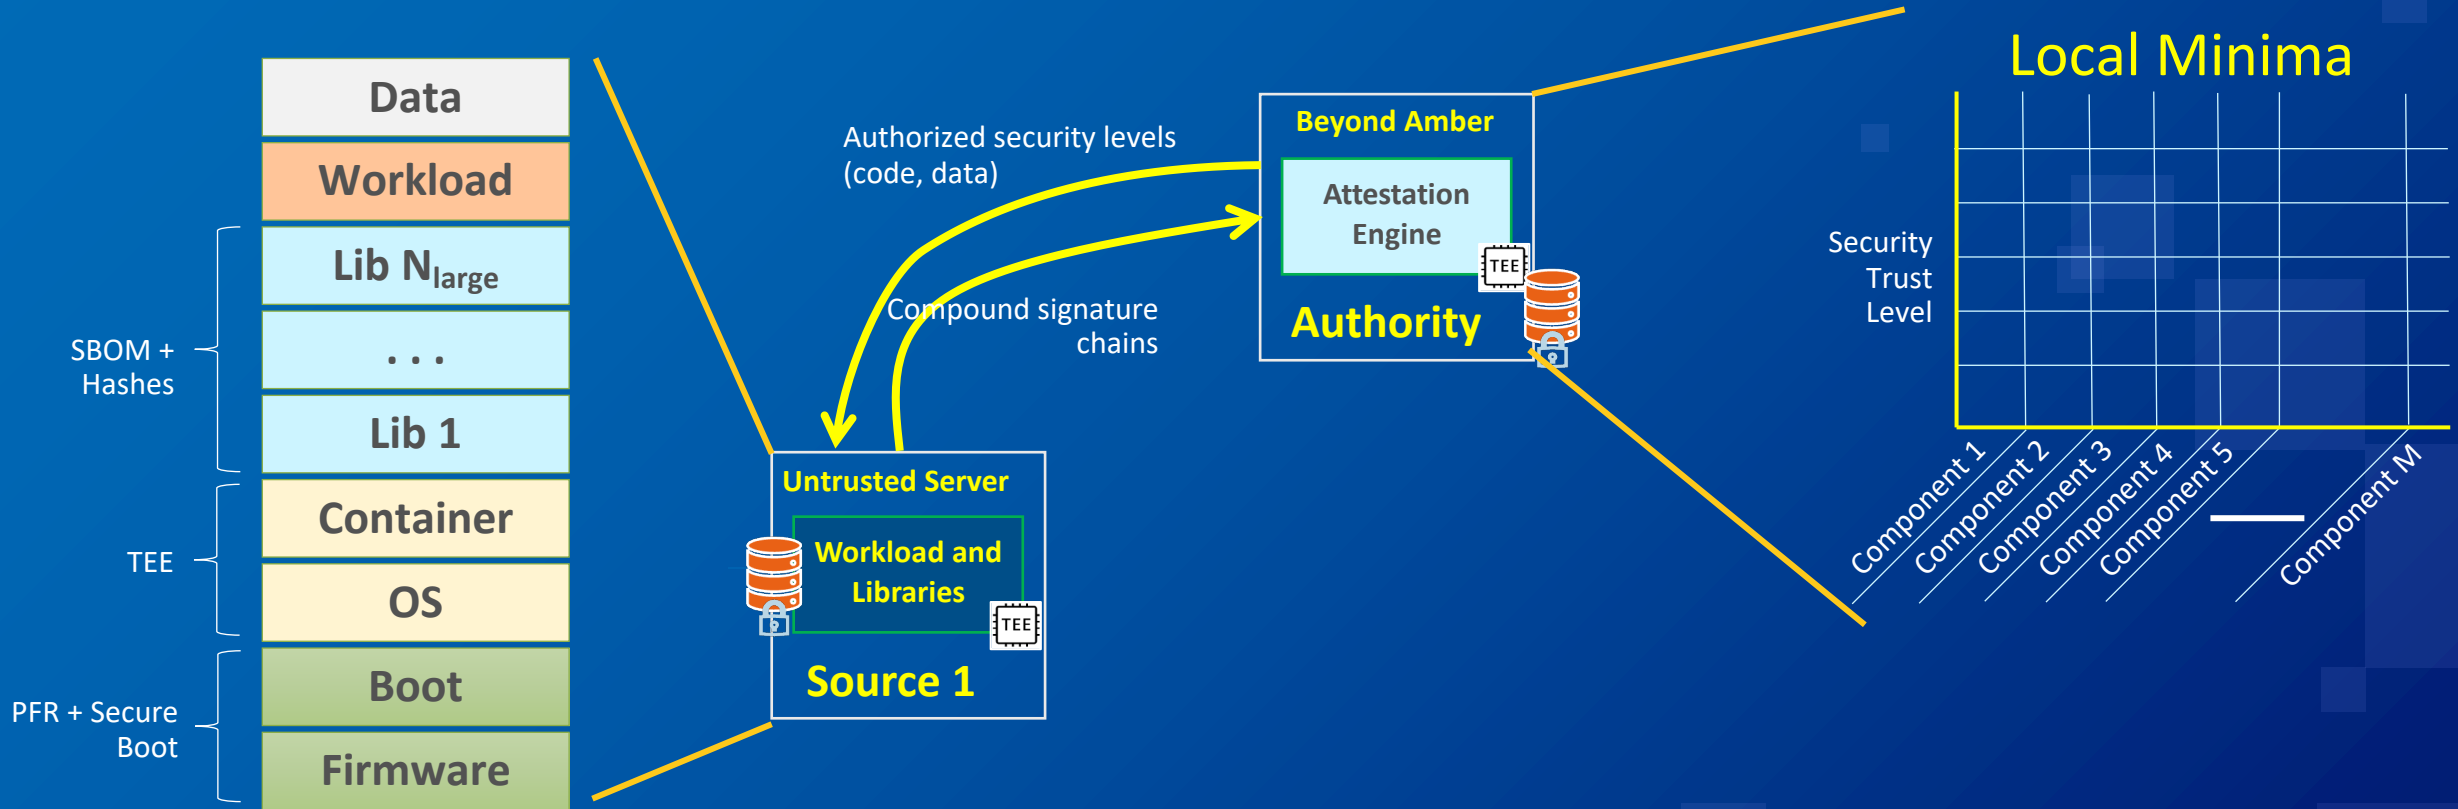 Data
Workload
Lib Nlarge
. . .
Lib 1
Container
OS
Boot
Firmware
SBOM +
Hashes
TEE
PFR + Secure
Boot
Authorized security levels
(code, data)
Compound signature
chains
Untrusted Server
Workload and
Libraries
TEE
Source 1
Beyond Amber
Attestation
Engine
TEE
Authority
Local Minima
Security
Trust
Level
Component 1
Component 2
Component 3
Component 4
Component 5
Component M